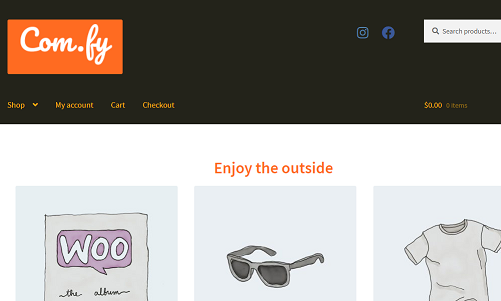 Com.fy
Search products…
Shop
My account
Cart
Checkout
$0.00 0 items
Enjoy the outside
WOO
the album